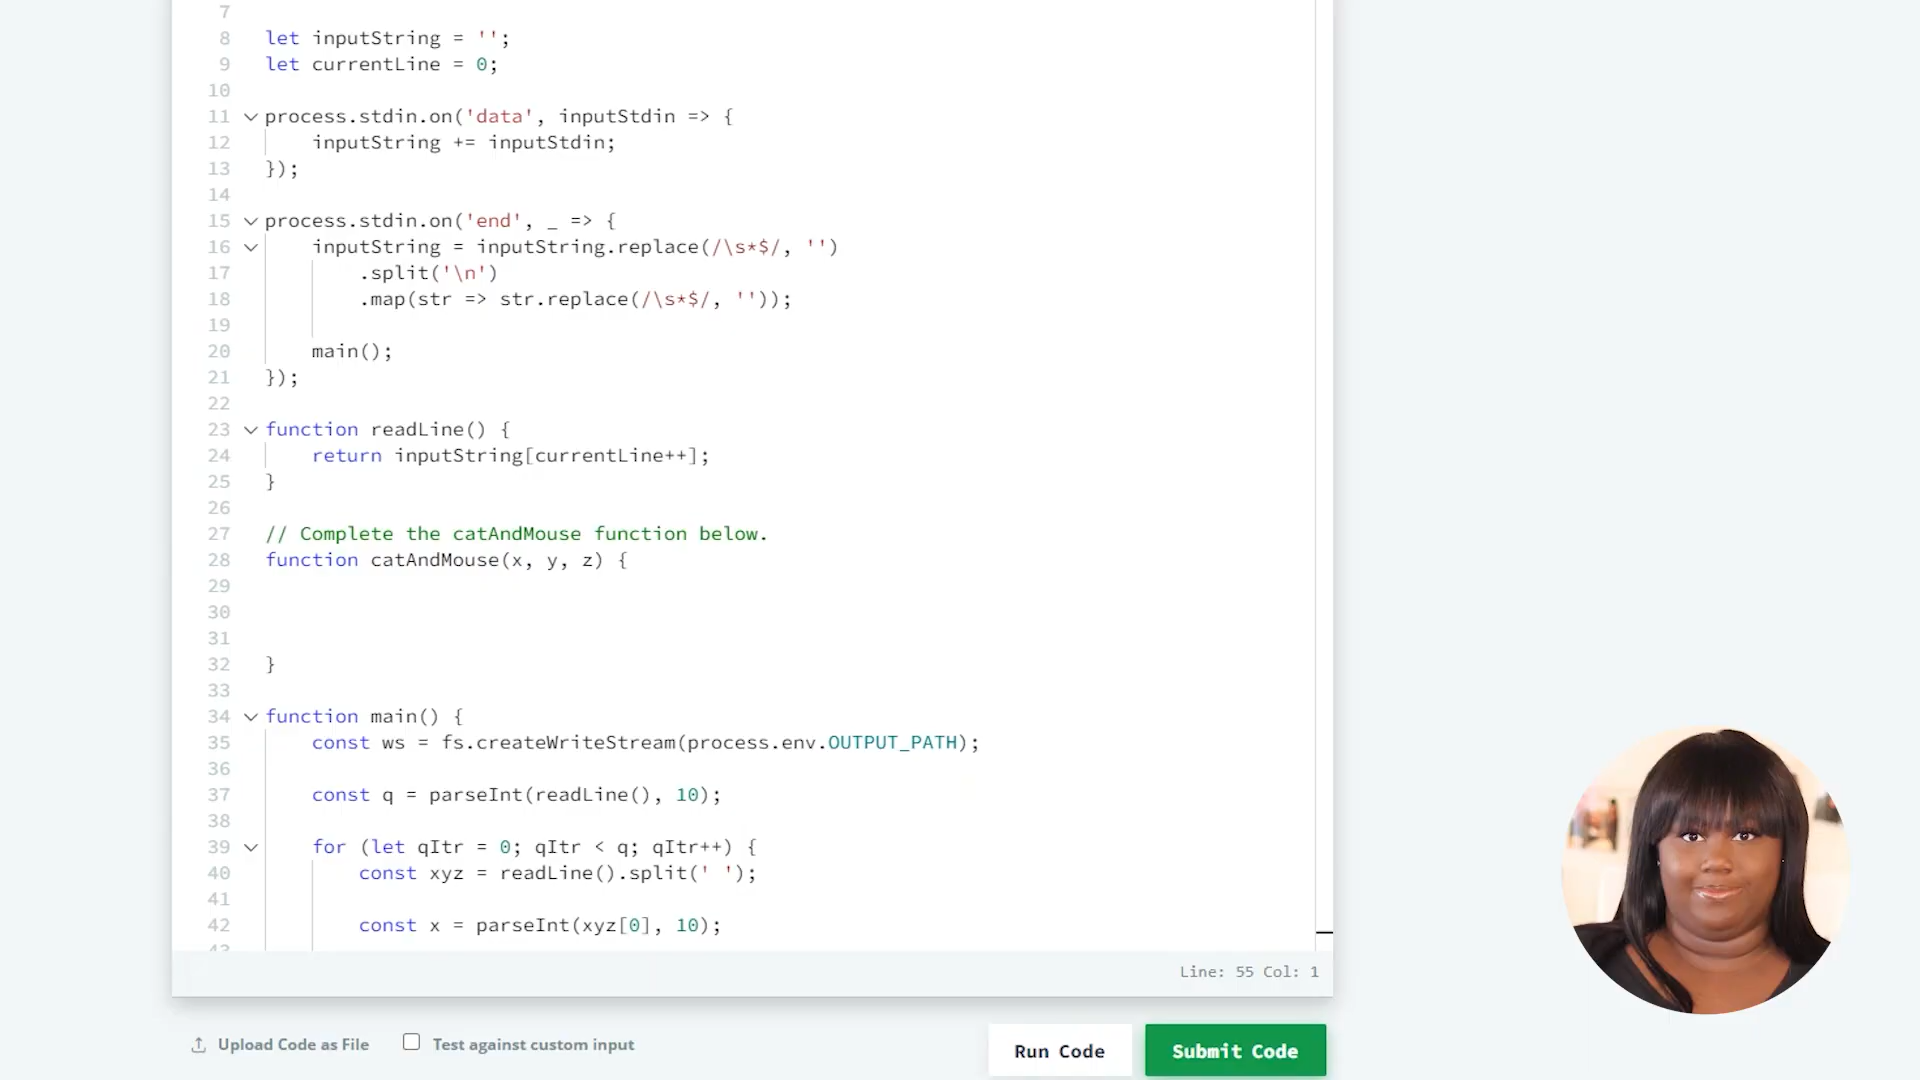 7
8 let inputString = '';
9 let currentLine = 0;
10
11 process.stdin.on('data', inputStdin => {
12 inputString += inputStdin;
13 });
14
15 process.stdin.on('end', _ => {
16 inputString = inputString.replace(/\s*$/, '')
17 .split('\n')
18 .map(str => str.replace(/\s*$/, ''));
19
20 main();
21 });
22
23 function readLine() {
24 return inputString[currentLine++];
25 }
26
27 // Complete the catAndMouse function below.
28 function catAndMouse(x, y, z) {
29
30
31
32 }
33
34 function main() {
35 const ws = fs.createWriteStream(process.env.OUTPUT_PATH);
36
37 const q = parseInt(readLine(), 10);
38
39 for (let qItr = 0; qItr < q; qItr++) {
40 const xyz = readLine().split(' ');
41
42 const x = parseInt(xyz[0], 10);
43
Line: 55 Col: 1
Upload Code as File Test against custom input Run Code Submit Code